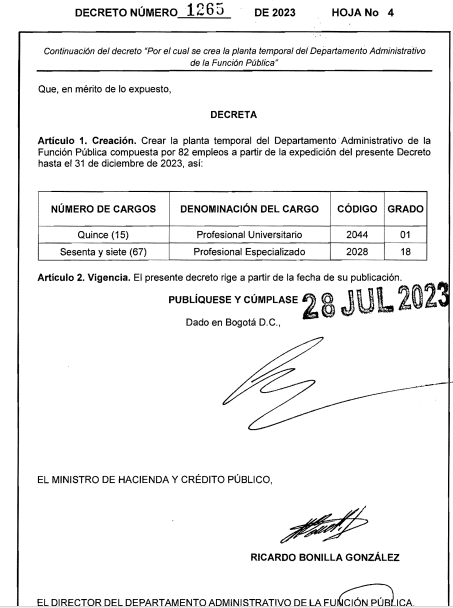 DECRETO NÚMERO 1265 DE 2023 HOJA No 4
Continuación del decreto "Por el cual se crea la planta temporal del Departamento Administrativo
de la Función Pública"
Que, en mérito de lo expuesto,
DECRETA
Artículo 1. Creación. Crear la planta temporal del Departamento Administrativo de la
Función Pública compuesta por 82 empleos a partir de la expedición del presente Decreto
hasta el 31 de diciembre de 2023, así:
NÚMERO DE CARGOS DENOMINACIÓN DEL CARGO CÓDIGO GRADO
Quince (15) Profesional Universitario 2044 01
Sesenta y siete (67) Profesional Especializado 2028 18
Artículo 2. Vigencia. El presente decreto rige a partir de la fecha de su publicación.
PUBLÍQUESE Y CÚMPLASE 28 JUL 2023
Dado en Bogotá D.C.,
EL MINISTRO DE HACIENDA Y CRÉDITO PÚBLICO,
RICARDO BONILLA GONZÁLEZ
EL DIRECTOR DEL DEPARTAMENTO ADMINISTRATIVO DE LA FUNCIÓN PÚBLICA